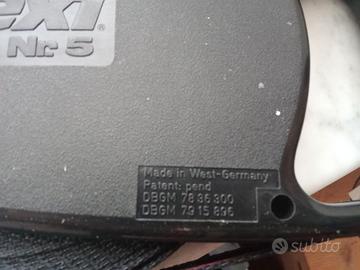 exi®
Nr. 5
Made in West-Germany
Patent: pend
DBGM 78 36 300
DBGM 79 15 896
subito